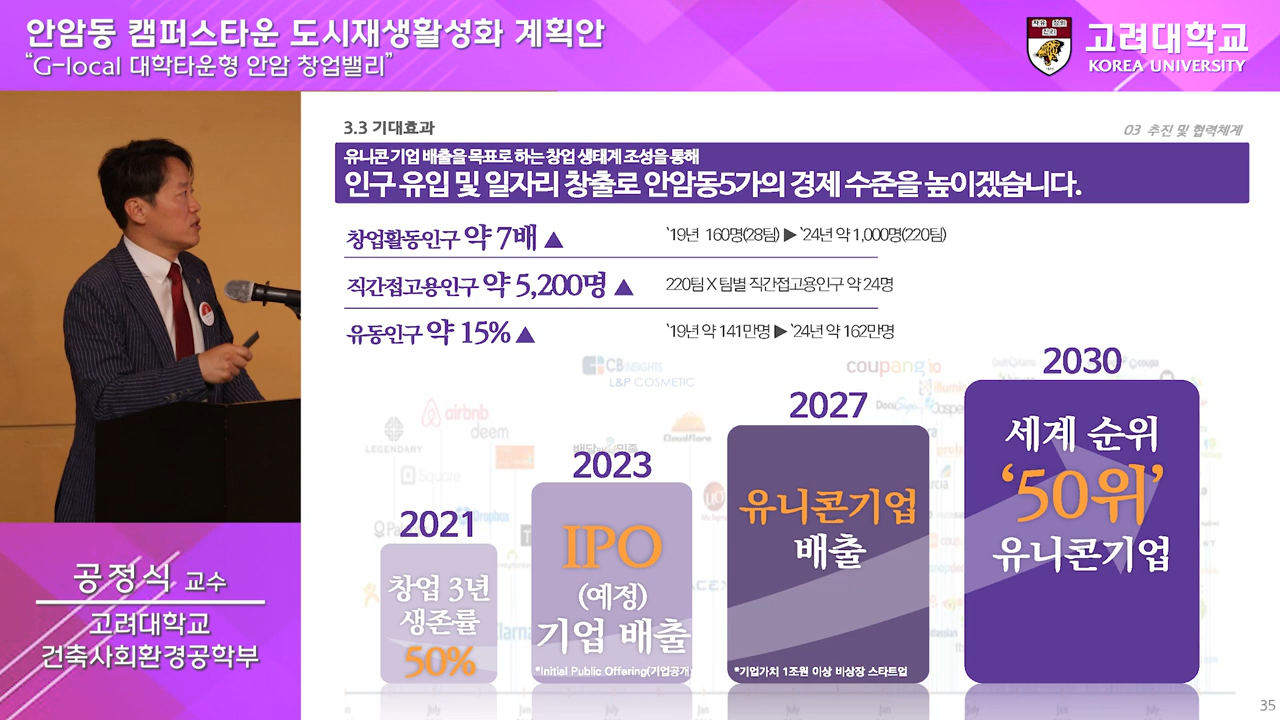 안암동 캠퍼스타운 도시재생활성화 계획안
“G-local 대학타운형 안암 창업밸리”
고려대학교
KOREA UNIVERSITY
3.3 기대효과
03 추진 및 협력체계
유니콘 기업 배출을 목표로 하는 창업 생태계 조성을 통해
인구 유입 및 일자리 창출로 안암동5가의 경제 수준을 높이겠습니다.
창업활동인구 약 7배 ▲
‘19년 160명(28팀) ▶ ‘24년 약 1,000명(220팀)
직간접고용인구 약 5,200명 ▲
220팀 X 팀별 직간접고용인구 약 24명
유동인구 약 15% ▲
‘19년 약 141만명 ▶ ‘24년 약 162만명
CB INSIGHTS
L&P COSMETIC
coupang
airbnb
deem
LEGENDARY
Square
Dropbox
Cloudflare
2021
창업 3년
생존률
50%
2023
IPO
(예정)
기업 배출
*Initial Public Offering(기업공개)
2027
유니콘기업
배출
*기업가치 1조원 이상 비상장 스타트업
2030
세계 순위
‘50위’
유니콘기업
공정식 교수
고려대학교
건축사회환경공학부
35